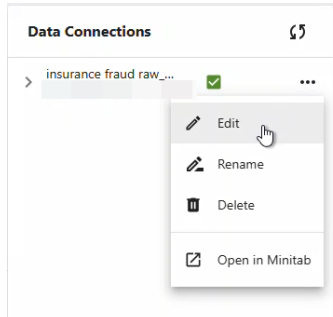 Data Connections
insurance fraud raw_...
Edit
Rename
Delete
Open in Minitab